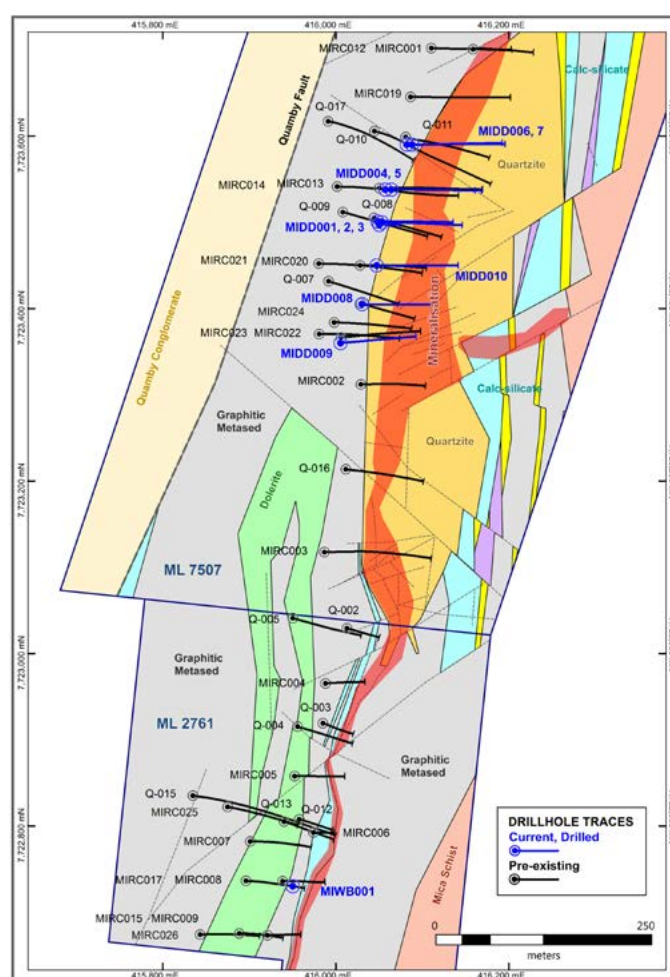 415,800 mE
416,000 mE
416,200 mE
MIRC012
MIRC001
Calc-silicate
Quamby Fault
MIRC019
Q-017
Q-011
7,723,600 mN
Q-010
MIDD006, 7
Quartzite
MIDD004, 5
MIRC014
MIRC013
Q-009
Q-008
MIDD001, 2, 3
MIRC021
MIRC020
MIDD010
Q-007
MIDD008
Mineralisation
7,723,400 mN
MIRC024
MIRC023
MIRC022
Quamby Conglomerate
MIDD009
MIRC002
Calc-silicate
Graphitic
Metased
Quartzite
Q-016
7,723,200 mN
Dolerite
MIRC003
ML 7507
Q-002
Q-005
7,723,000 mN
Graphitic
Metased
MIRC004
ML 2761
Q-003
Q-004
Graphitic
Metased
MIRC005
Q-015
Q-013
Q-012
MIRC025
MIRC006
7,722,800 mN
MIRC007
DRILLHOLE TRACES
Current, Drilled
Pre-existing
MIRC017
MIRC008
MIWB001
Mica Schist
MIRC015
MIRC009
MIRC026
0
250
meters
415,800 mE
416,000 mE
416,200 mE